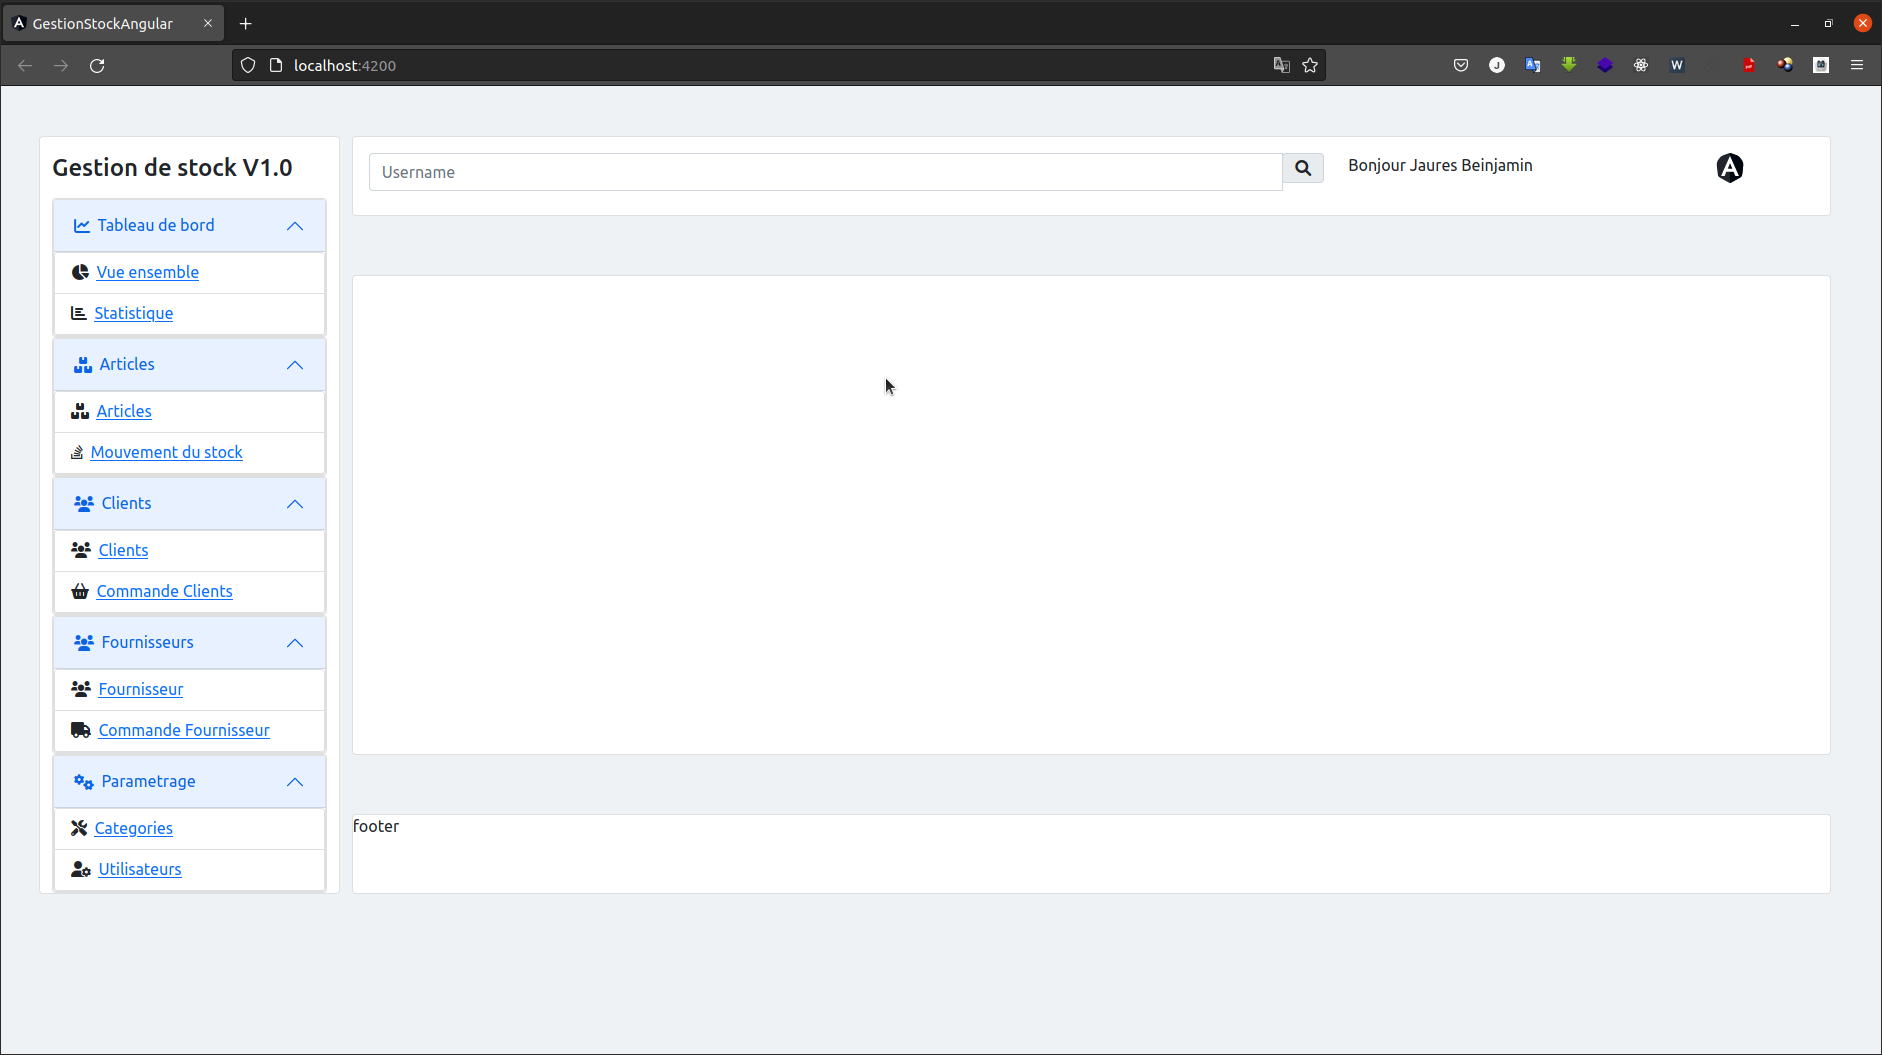 GestionStockAngular
localhost:4200
J
W
Gestion de stock V1.0
Username
Bonjour Jaures Beinjamin
Tableau de bord
Vue ensemble
Statistique
Articles
Articles
Mouvement du stock
Clients
Clients
Commande Clients
Fournisseurs
Fournisseur
Commande Fournisseur
Parametrage
Categories
Utilisateurs
footer